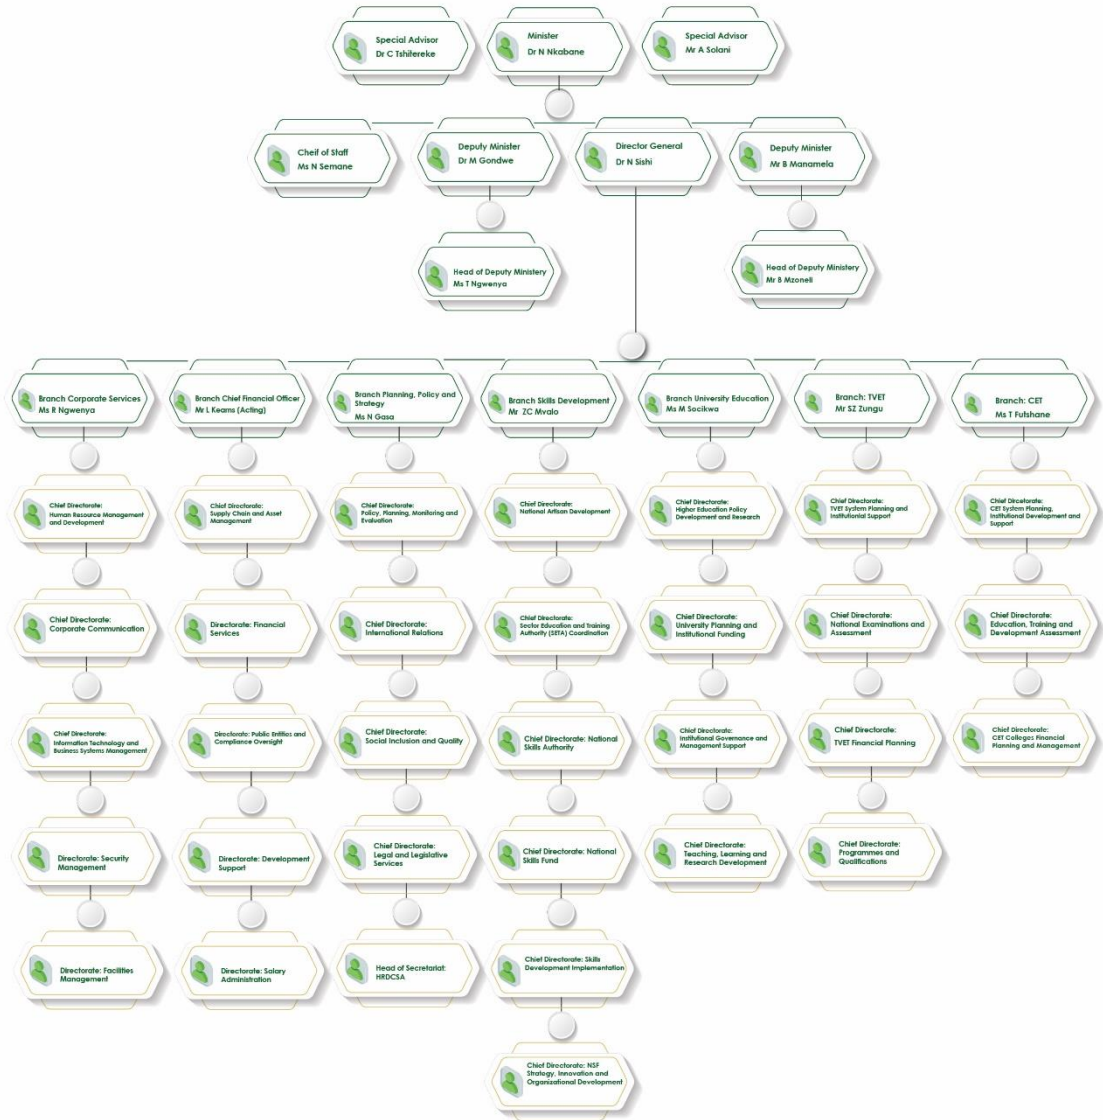 Special Advisor
Dr C Tshitereke
Minister
Dr N Nkabane
Special Advisor
Mr A Solani
Cheif of Staff
Ms N Semane
Deputy Minister
Dr M Gondwe
Director General
Dr N Sishi
Deputy Minister
Mr B Manamela
Head of Deputy Ministery
Ms T Ngwenya
Head of Deputy Ministery
Mr B Mzoneli
Branch Corporate Services
Ms R Ngwenya
Branch Chief Financial Officer
Mr L Kearns (Acting)
Branch Planning, Policy and
Strategy
Ms N Gasa
Branch Skills Development
Mr ZC Mvalo
Branch University Education
Ms M Socikwa
Branch: TVET
Mr SZ Zungu
Branch: CET
Ms T Futshane
Chief Directorate:
Human Resource Management
and Development
Chief Directorate:
Supply Chain and Asset
Management
Chief Directorate:
Policy, Planning, Monitoring and
Evaluation
Chief Directorate:
National Artisan Development
Chief Directorate:
Higher Education Policy
Development and Research
Chief Directorate:
TVET System Planning and
Institutional Support
Chief Directorate:
CET System Planning,
Institutional Development and
Support
Chief Directorate:
Corporate Communication
Directorate: Financial
Services
Chief Directorate:
International Relations
Chief Directorate:
Sector Education and Training
Authority (SETA) Coordination
Chief Directorate:
University Planning and
Institutional Funding
Chief Directorate:
National Examinations and
Assessment
Chief Directorate:
Education, Training and
Development Assessment
Chief Directorate:
Information Technology and
Business Systems Management
Directorate: Public Entities and
Compliance Oversight
Chief Directorate:
Social Inclusion and Quality
Chief Directorate: National
Skills Authority
Chief Directorate:
Institutional Governance and
Management Support
Chief Directorate:
TVET Financial Planning
Chief Directorate:
CET Colleges Financial
Planning and Management
Directorate: Security
Management
Directorate: Development
Support
Chief Directorate:
Legal and Legislative
Services
Chief Directorate: National
Skills Fund
Chief Directorate:
Teaching, Learning and
Research Development
Chief Directorate:
Programmes and
Qualifications
Directorate: Facilities
Management
Directorate: Salary
Administration
Head of Secretariat:
HRDCSA
Chief Directorate: Skills
Development Implementation
Chief Directorate: NSF
Strategy, Innovation and
Organizational Development